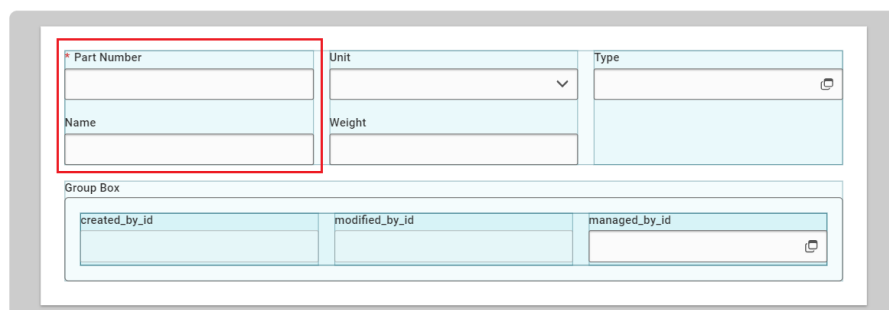 * Part Number
Unit
Type
Name
Weight
Group Box
created_by_id
modified_by_id
managed_by_id